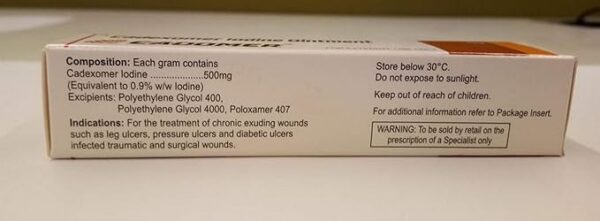 Cadexomer Iodine Ointment
CADOMER
Composition: Each gram contains
Cadexomer Iodine ....................500mg
(Equivalent to 0.9% w/w Iodine)
Excipients: Polyethylene Glycol 400,
Polyethylene Glycol 4000, Poloxamer 407
Indications: For the treatment of chronic exuding wounds
such as leg ulcers, pressure ulcers and diabetic ulcers
infected traumatic and surgical wounds.
Store below 30°C.
Do not expose to sunlight.
Keep out of reach of children.
For additional information refer to Package Insert.
WARNING: To be sold by retail on the
prescription of a Specialist only